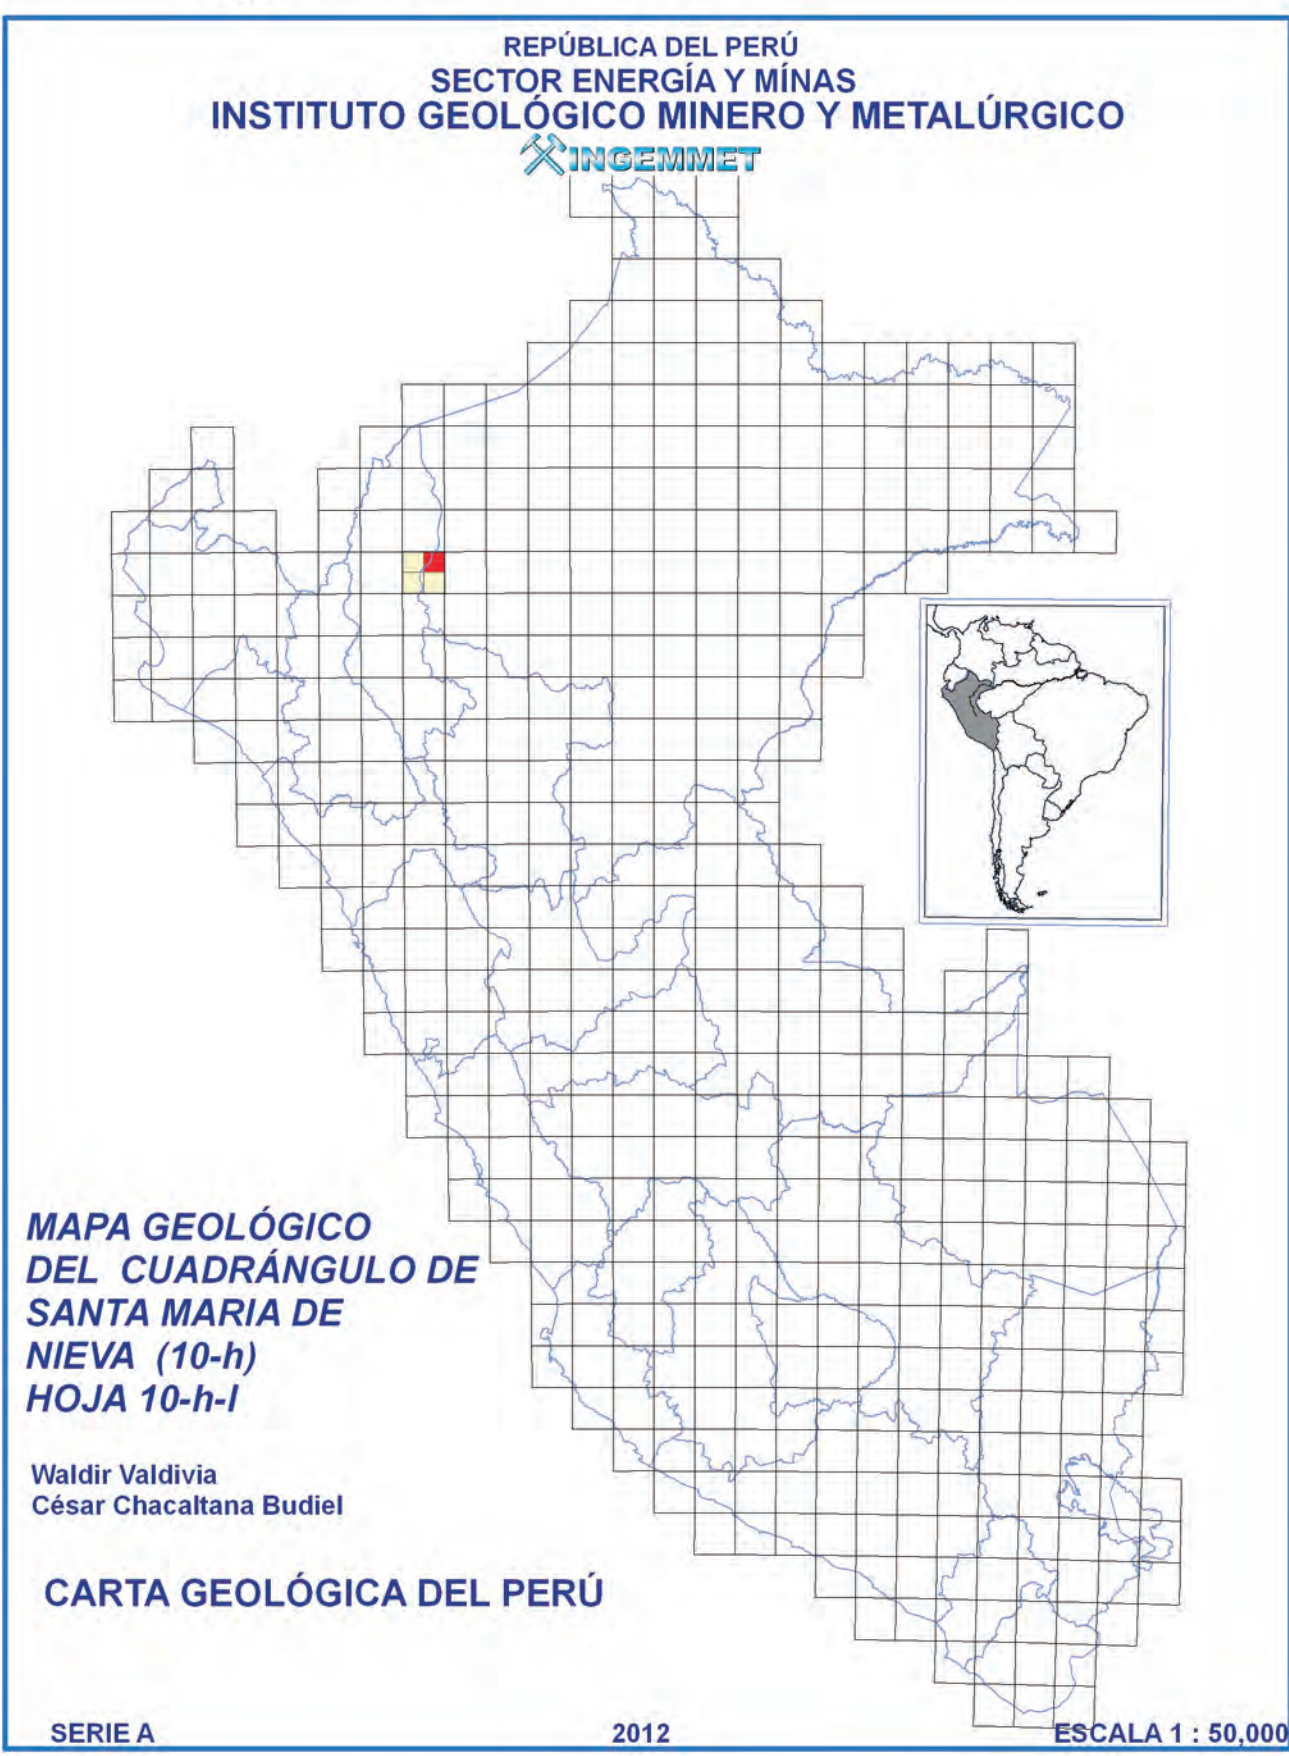 REPÚBLICA DEL PERÚ
SECTOR ENERGÍA Y MÍNAS
INSTITUTO GEOLÓGICO MINERO Y METALÚRGICO
INGEMMET
MAPA GEOLÓGICO
DEL CUADRÁNGULO DE
SANTA MARIA DE
NIEVA (10-h)
HOJA 10-h-I
Waldir Valdivia
César Chacaltana Budiel
CARTA GEOLÓGICA DEL PERÚ
SERIE A
2012
ESCALA 1 : 50,000